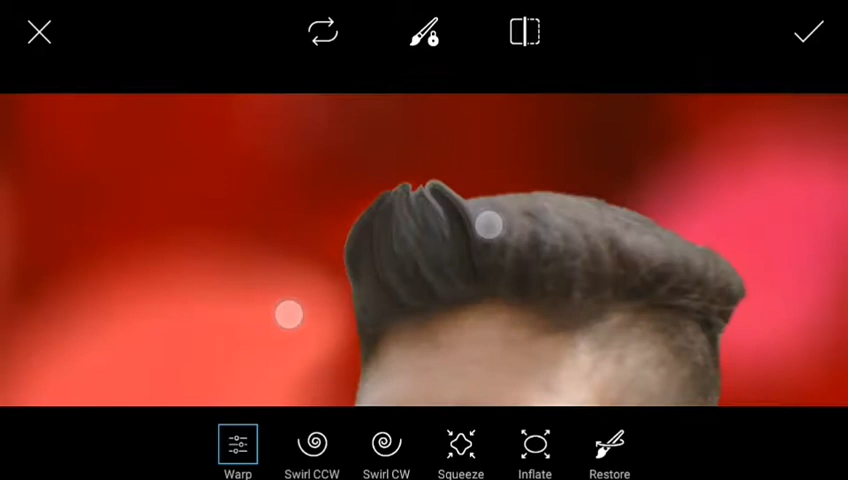 Warp
Swirl CCW
Swirl CW
Squeeze
Inflate
Restore